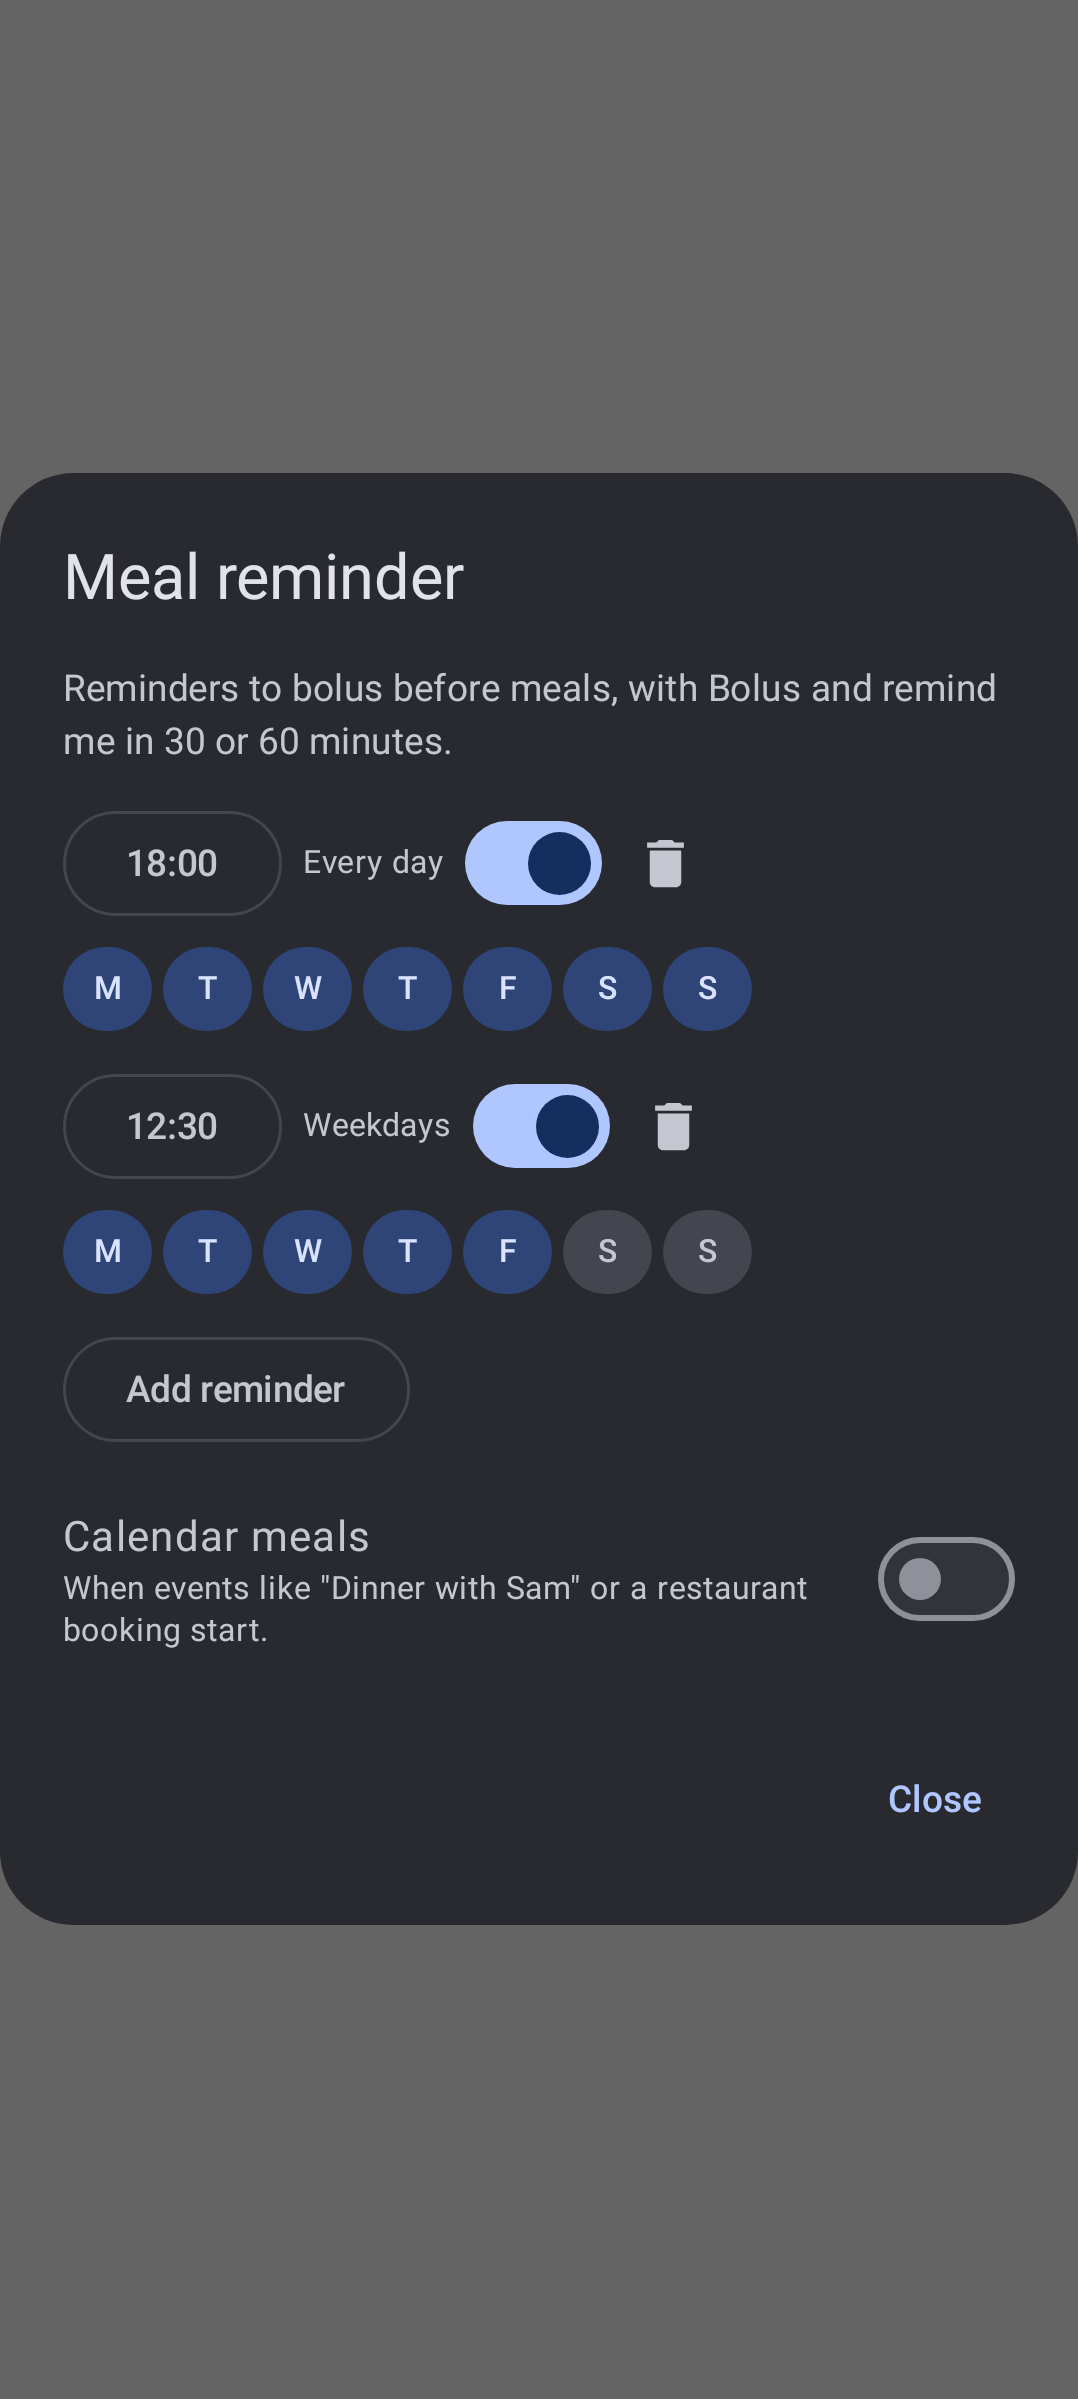 Meal reminder
Reminders to bolus before meals, with Bolus and remind
me in 30 or 60 minutes.
18:00 Every day
M T W T F S S
12:30 Weekdays
M T W T F S S
Add reminder
Calendar meals
When events like "Dinner with Sam" or a restaurant
booking start.
Close